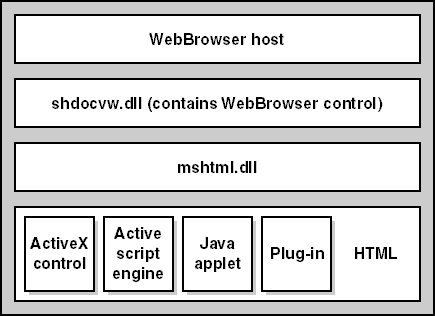 WebBrowser host
shdocvw.dll (contains WebBrowser control)
mshtml.dll
ActiveX
control
Active
script
engine
Java
applet
Plug-in
HTML